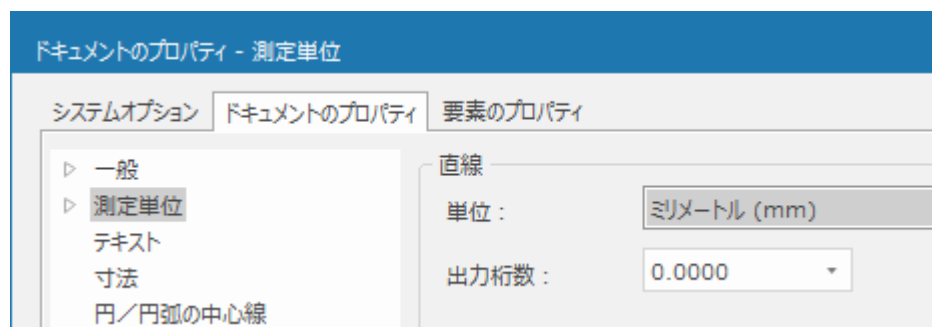 ドキュメントのプロパティ - 測定単位
システムオプション ドキュメントのプロパティ 要素のプロパティ
一般
測定単位
テキスト
寸法
円／円弧の中心線
直線
単位： ミリメートル (mm)
出力桁数： 0.0000